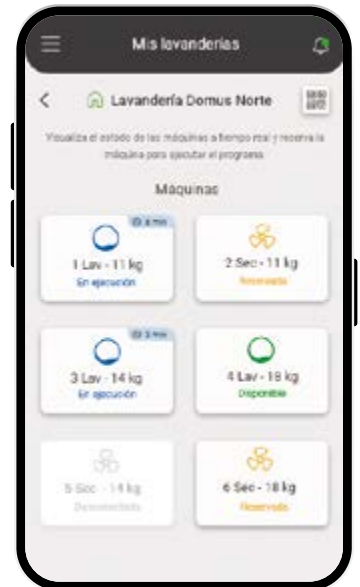 Mis lavanderías
Lavandería Domus Norte
Visualiza el estado de las máquinas a tiempo real y reserva la
máquina para ejecutar el programa
Máquinas
1 Lav - 11 kg
En ejecución
2 Sec - 11 kg
Reservada
min
3 Lav - 14 kg
En ejecución
4 Lav - 18 kg
Disponible
5 Sec - 14 kg
Desconectada
6 Sec - 18 kg
Reservada